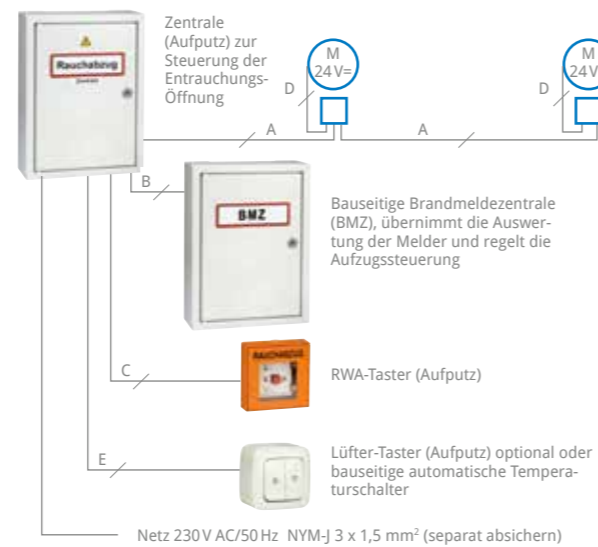 Zentrale
(Aufputz) zur
Steuerung der
Entrauchungs-
Öffnung
Rauchabzug
M
24 V=
D
A
M
24 V
D
A
B
BMZ
Bauseitige Brandmeldezentrale
(BMZ), übernimmt die Auswer-
tung der Melder und regelt die
Aufzugssteuerung
C
RAUCHABZUG
RWA-Taster (Aufputz)
E
Lüfter-Taster (Aufputz) optional oder
bauseitige automatische Tempera-
turschalter
Netz 230 V AC/50 Hz NYM-J 3 x 1,5 mm² (separat absichern)